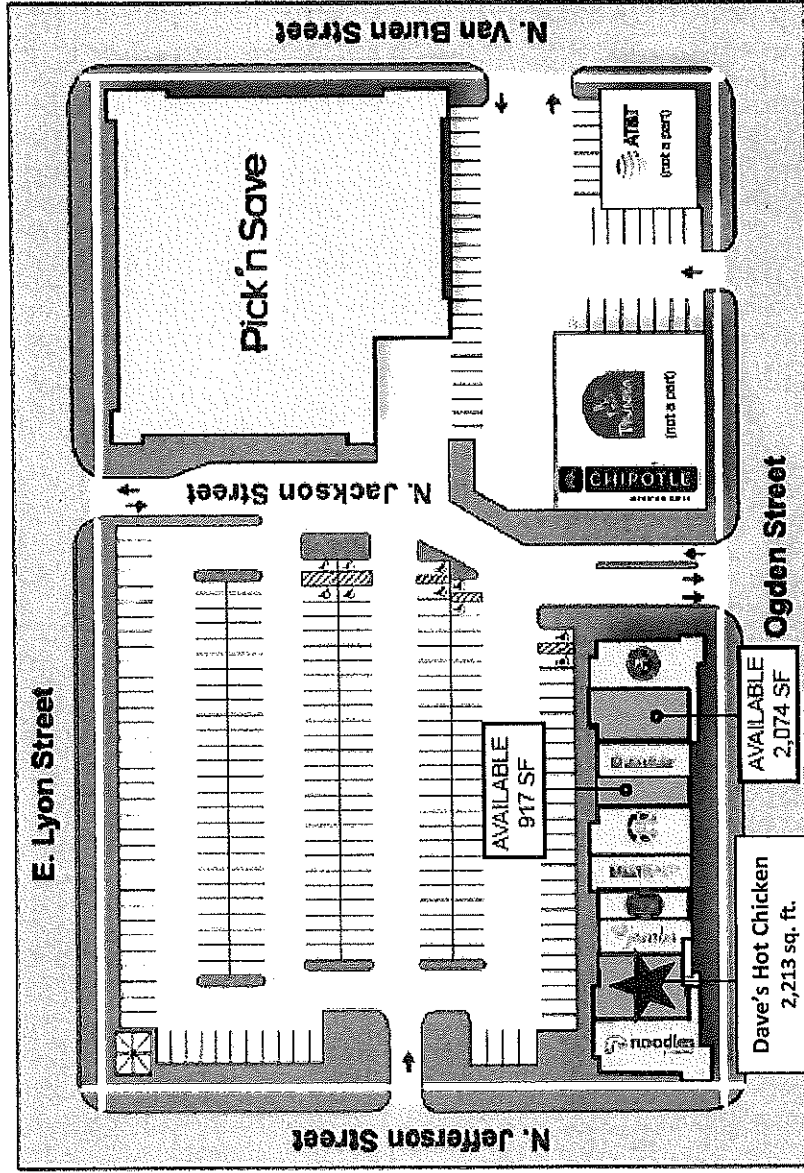 E. Lyon Street
N. Van Buren Street
Pick'n Save
N. Jackson Street
AT&T
(not a part)
CHIPOTLE
(not a part)
AVAILABLE
917 SF
AVAILABLE
2,074 SF
noodles
Dave's Hot Chicken
2,213 sq. ft.
N. Jefferson Street
Ogden Street